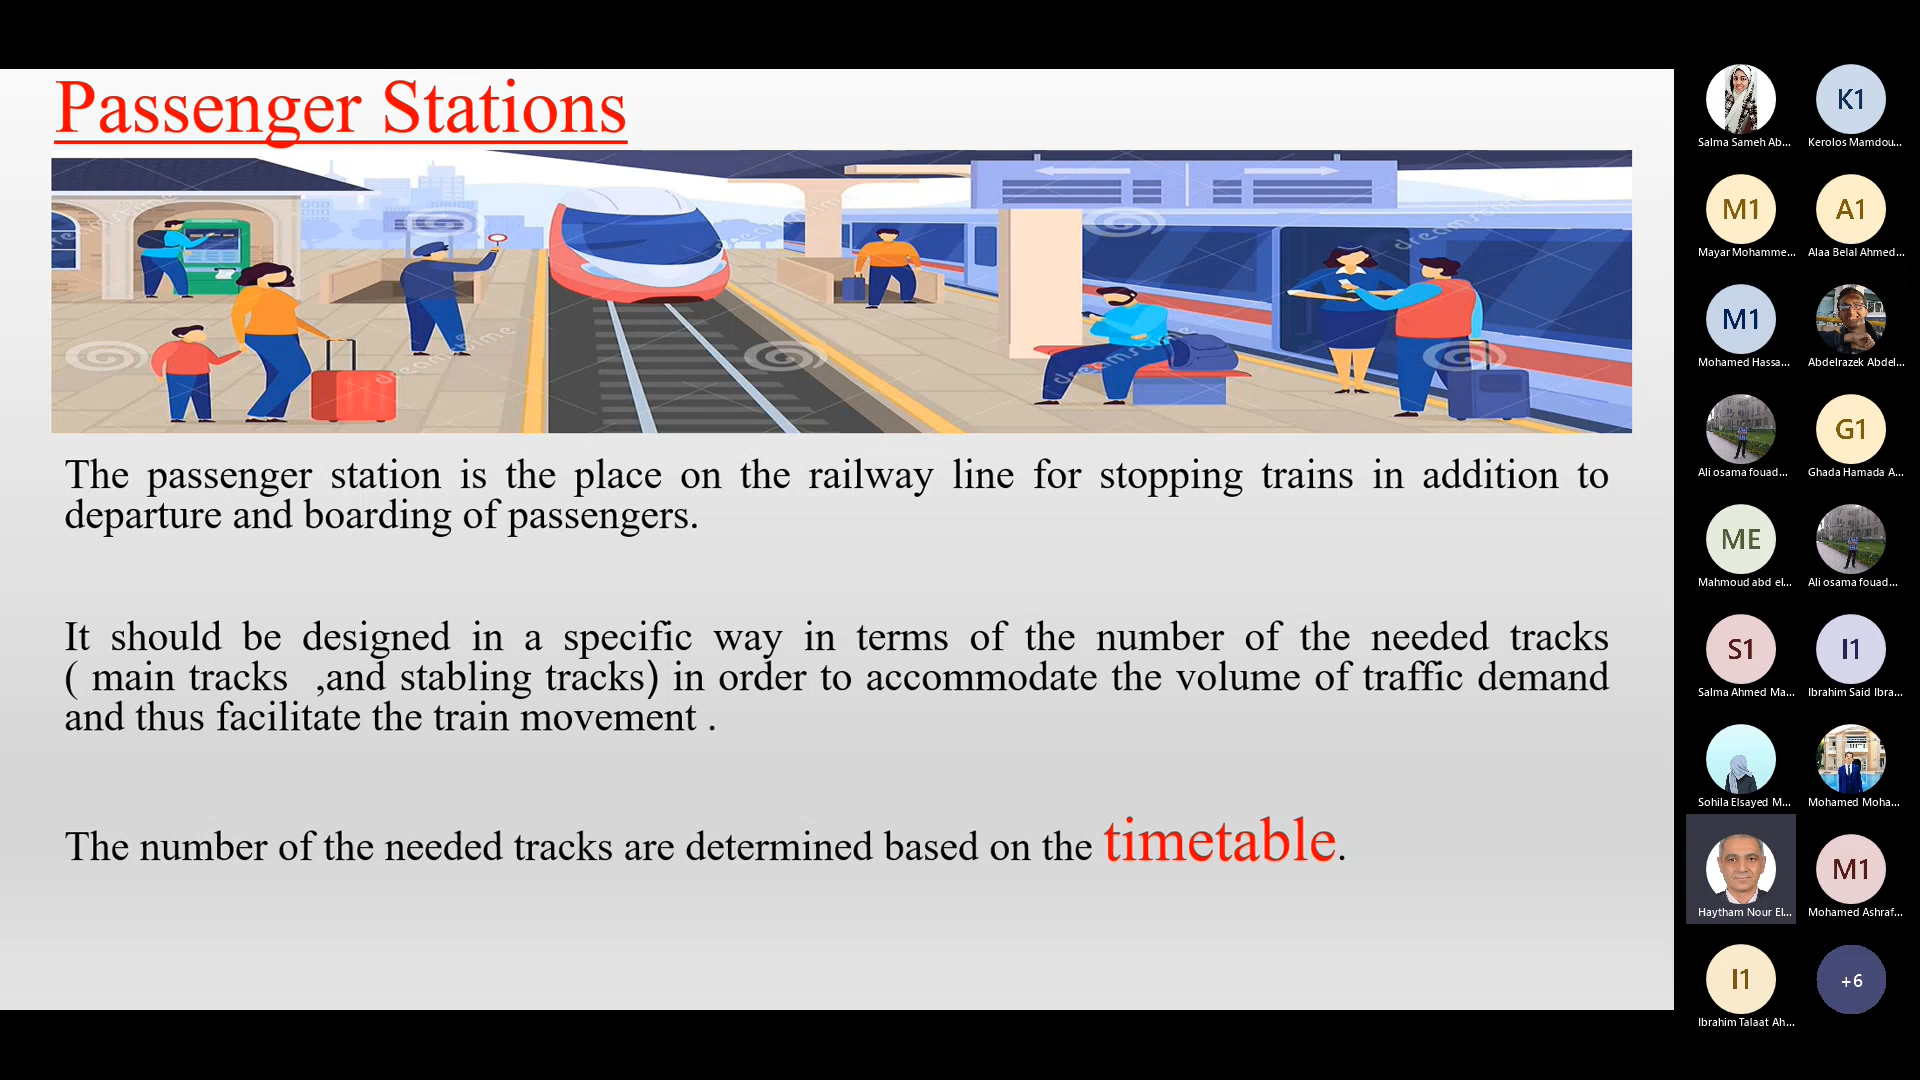 Passenger Stations
The passenger station is the place on the railway line for stopping trains in addition to
departure and boarding of passengers.
It should be designed in a specific way in terms of the number of the needed tracks
( main tracks ,and stabling tracks) in order to accommodate the volume of traffic demand
and thus facilitate the train movement .
The number of the needed tracks are determined based on the timetable.
Salma Sameh Ab...
K1
Kerolos Mamdou...
M1
Mayar Mohamme...
A1
Alaa Belal Ahmed...
M1
Mohamed Hassa...
Abdelrazek Abdel...
Ali osama fouad...
G1
Ghada Hamada A...
ME
Mahmoud abd el...
Ali osama fouad...
S1
Salma Ahmed Ma...
I1
Ibrahim Said Ibra...
Sohila Elsayed M...
Mohamed Moha...
Haytham Nour El...
M1
Mohamed Ashraf...
I1
Ibrahim Talaat Ah...
+6
dreamstime
dreamstime
dreamstime
dreamstime
dreamstime